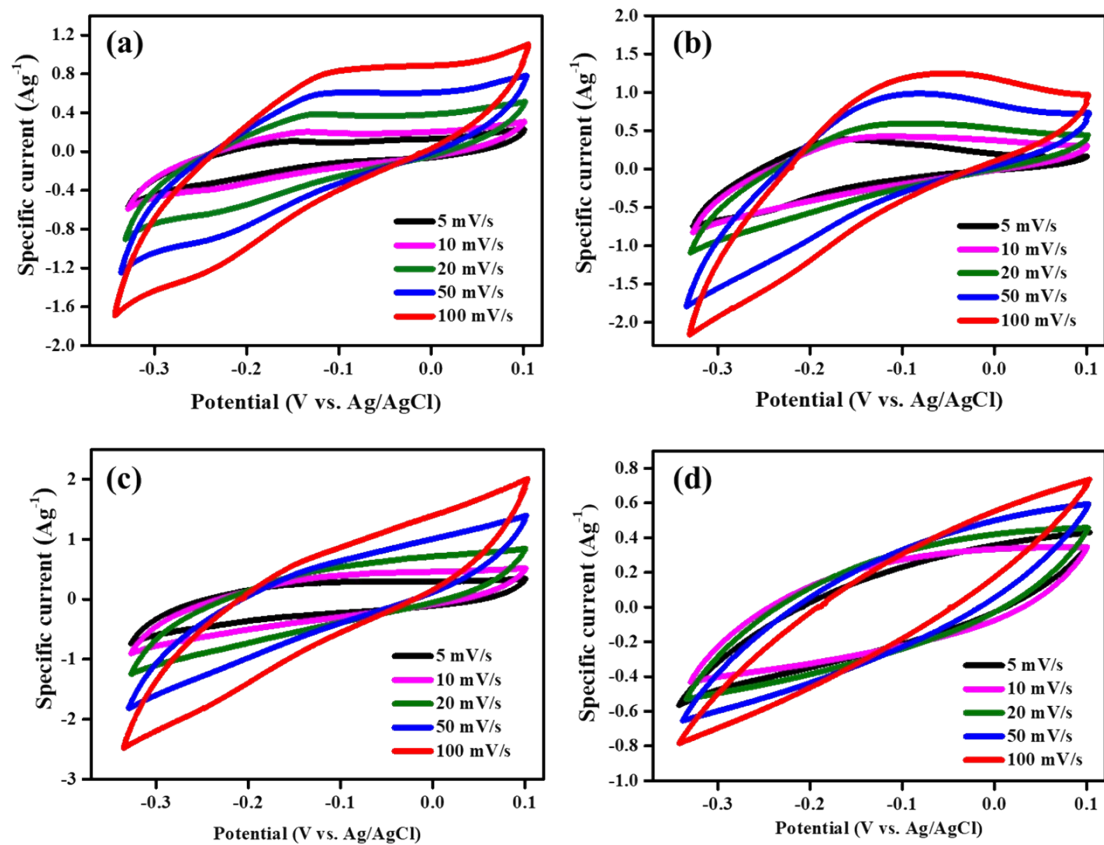 (a)
Specific current (Ag⁻¹)
1.2
0.8
0.4
0.0
-0.4
-0.8
-1.2
-1.6
-2.0
5 mV/s
10 mV/s
20 mV/s
50 mV/s
100 mV/s
-0.3 -0.2 -0.1 0.0 0.1
Potential (V vs. Ag/AgCl)
(b)
Specific current (Ag⁻¹)
2.0
1.5
1.0
0.5
0.0
-0.5
-1.0
-1.5
-2.0
5 mV/s
10 mV/s
20 mV/s
50 mV/s
100 mV/s
-0.3 -0.2 -0.1 0.0 0.1
Potential (V vs. Ag/AgCl)
(c)
Specific current (Ag⁻¹)
2
1
0
-1
-2
-3
5 mV/s
10 mV/s
20 mV/s
50 mV/s
100 mV/s
-0.3 -0.2 -0.1 0.0 0.1
Potential (V vs. Ag/AgCl)
(d)
Specific current (Ag⁻¹)
0.8
0.6
0.4
0.2
0.0
-0.2
-0.4
-0.6
-0.8
-1.0
5 mV/s
10 mV/s
20 mV/s
50 mV/s
100 mV/s
-0.3 -0.2 -0.1 0.0 0.1
Potential (V vs. Ag/AgCl)